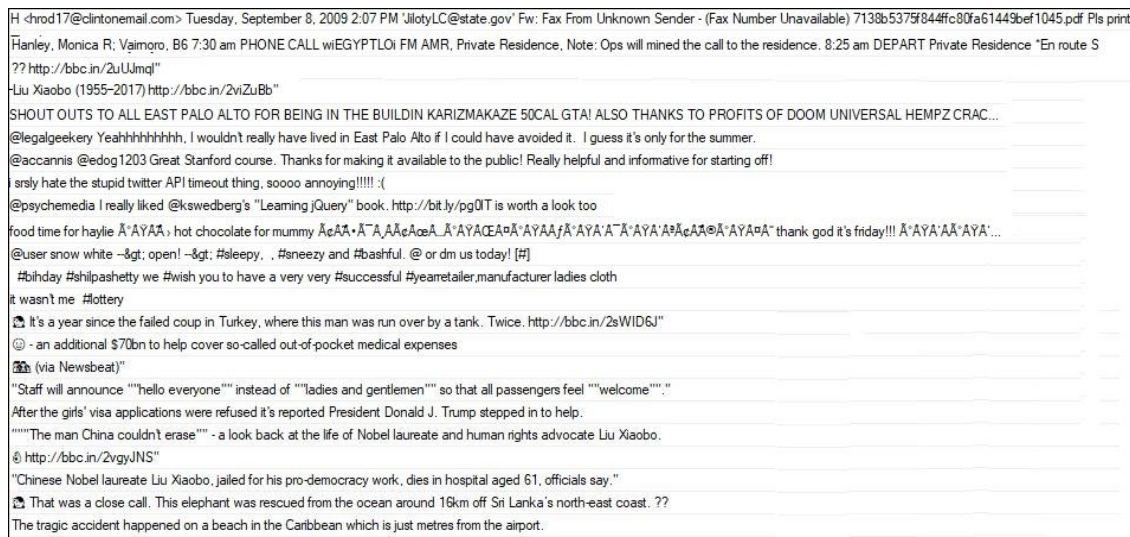 H <hrod17@clintonemail.com> Tuesday, September 8, 2009 2:07 PM 'JilotyLC@state.gov' Fw: Fax From Unknown Sender - (Fax Number Unavailable) 7138b5375f844ffc80fa61449bef1045.pdf Pls print
Hanley, Monica R; Vaimoro, B6 7:30 am PHONE CALL wiEGYPTLOi FM AMR, Private Residence, Note: Ops will mined the call to the residence. 8:25 am DEPART Private Residence *En route S
?? http://bbc.in/2uUJmqI"
-Liu Xiaobo (1955–2017) http://bbc.in/2viZuBb"
SHOUT OUTS TO ALL EAST PALO ALTO FOR BEING IN THE BUILDIN KARIZMAKAZE 50CAL GTA! ALSO THANKS TO PROFITS OF DOOM UNIVERSAL HEMPZ CRAC...
@legalgeekery Yeahhhhhhhhh, I wouldn't really have lived in East Palo Alto if I could have avoided it.  I guess it's only for the summer.
@accannis @edog1203 Great Stanford course. Thanks for making it available to the public! Really helpful and informative for starting off!
i srsly hate the stupid twitter API timeout thing, soooo annoying!!!!! :(
@psychemedia I really liked @kswedberg's "Learning jQuery" book. http://bit.ly/pg0lT is worth a look too
food time for haylie › hot chocolate for mummy thank god it's friday!!!
@user snow white --&gt; open! --&gt; #sleepy,  , #sneezy and #bashful. @ or dm us today! [#]
#bihday #shilpashetty we #wish you to have a very very #successful #yearretailer,manufacturer ladies cloth
it wasn't me  #lottery
It's a year since the failed coup in Turkey, where this man was run over by a tank. Twice. http://bbc.in/2sWID6J"
- an additional $70bn to help cover so-called out-of-pocket medical expenses
(via Newsbeat)"
"Staff will announce ""hello everyone"" instead of ""ladies and gentlemen"" so that all passengers feel ""welcome""."
After the girls' visa applications were refused it's reported President Donald J. Trump stepped in to help.
"""The man China couldn't erase"" - a look back at the life of Nobel laureate and human rights advocate Liu Xiaobo.
http://bbc.in/2vgyJNS"
"Chinese Nobel laureate Liu Xiaobo, jailed for his pro-democracy work, dies in hospital aged 61, officials say."
That was a close call. This elephant was rescued from the ocean around 16km off Sri Lanka's north-east coast. ??
The tragic accident happened on a beach in the Caribbean which is just metres from the airport.